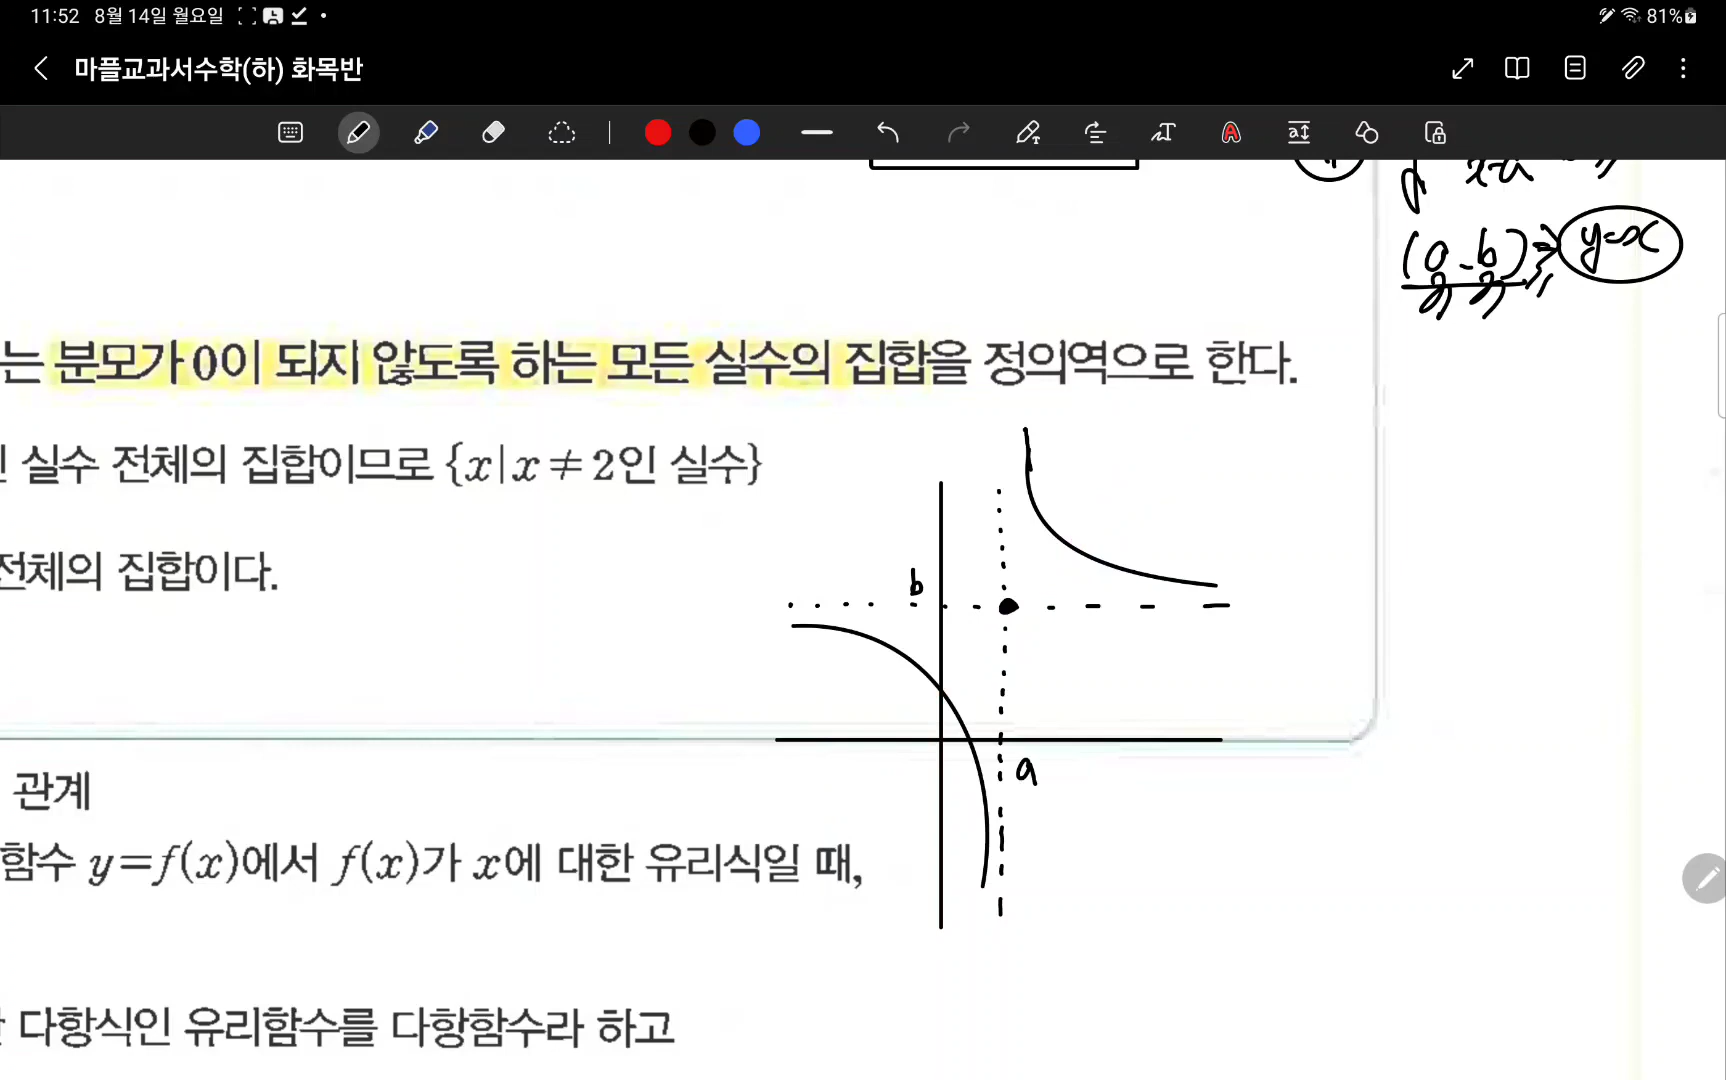 11:52 8월 14일 월요일 81%
마플교과서수학(하) 화목반
y=x
는 분모가 0이 되지 않도록 하는 모든 실수의 집합을 정의역으로 한다.
실수 전체의 집합이므로 {x|x≠2인 실수}
전체의 집합이다.
b
a
관계
함수 y=f(x)에서 f(x)가 x에 대한 유리식일 때,
다항식인 유리함수를 다항함수라 하고